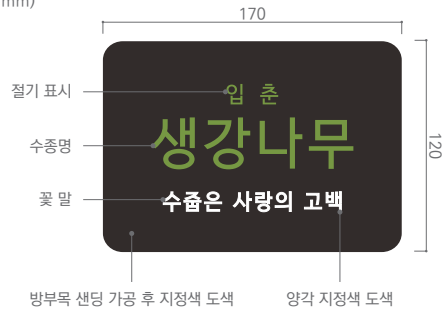 mm)
170
절기 표시
입 춘
수종명
생강나무
120
꽃 말
수줍은 사랑의 고백
방부목 샌딩 가공 후 지정색 도색
양각 지정색 도색